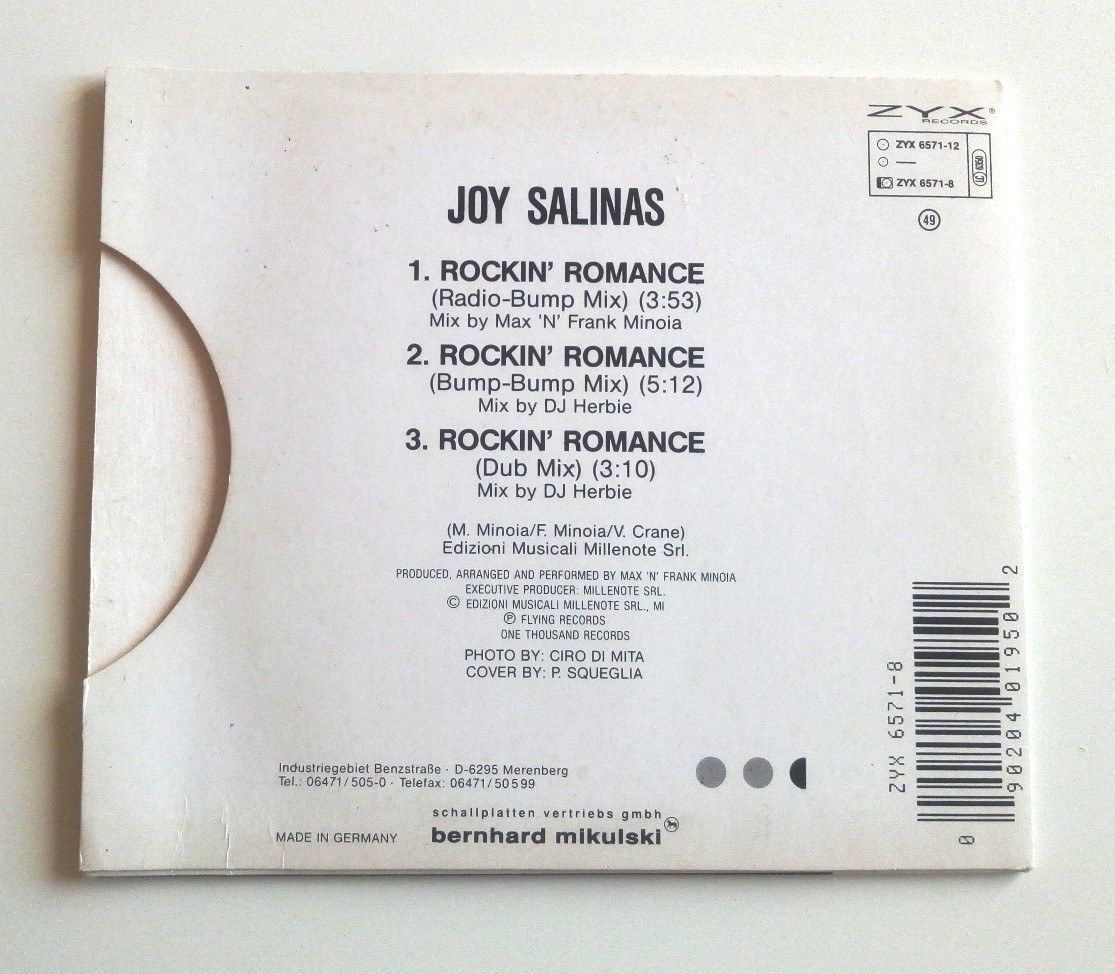 ZYX®
RECORDS
ZYX 6571-12
—
ZYX 6571-8
LC 6350
49
JOY SALINAS
1. ROCKIN' ROMANCE
(Radio-Bump Mix) (3:53)
Mix by Max 'N' Frank Minoia
2. ROCKIN' ROMANCE
(Bump-Bump Mix) (5:12)
Mix by DJ Herbie
3. ROCKIN' ROMANCE
(Dub Mix) (3:10)
Mix by DJ Herbie
(M. Minoia/F. Minoia/V. Crane)
Edizioni Musicali Millenote Srl.
PRODUCED, ARRANGED AND PERFORMED BY MAX 'N' FRANK MINOIA
EXECUTIVE PRODUCER: MILLENOTE SRL.
© EDIZIONI MUSICALI MILLENOTE SRL., MI
℗ FLYING RECORDS
ONE THOUSAND RECORDS
PHOTO BY: CIRO DI MITA
COVER BY: P. SQUEGLIA
ZYX 6571-8
0 90204 01950 2
Industriegebiet Benzstraße · D-6295 Merenberg
Tel.: 06471/505-0 · Telefax: 06471/50599
schallplatten vertriebs gmbh
MADE IN GERMANY bernhard mikulski